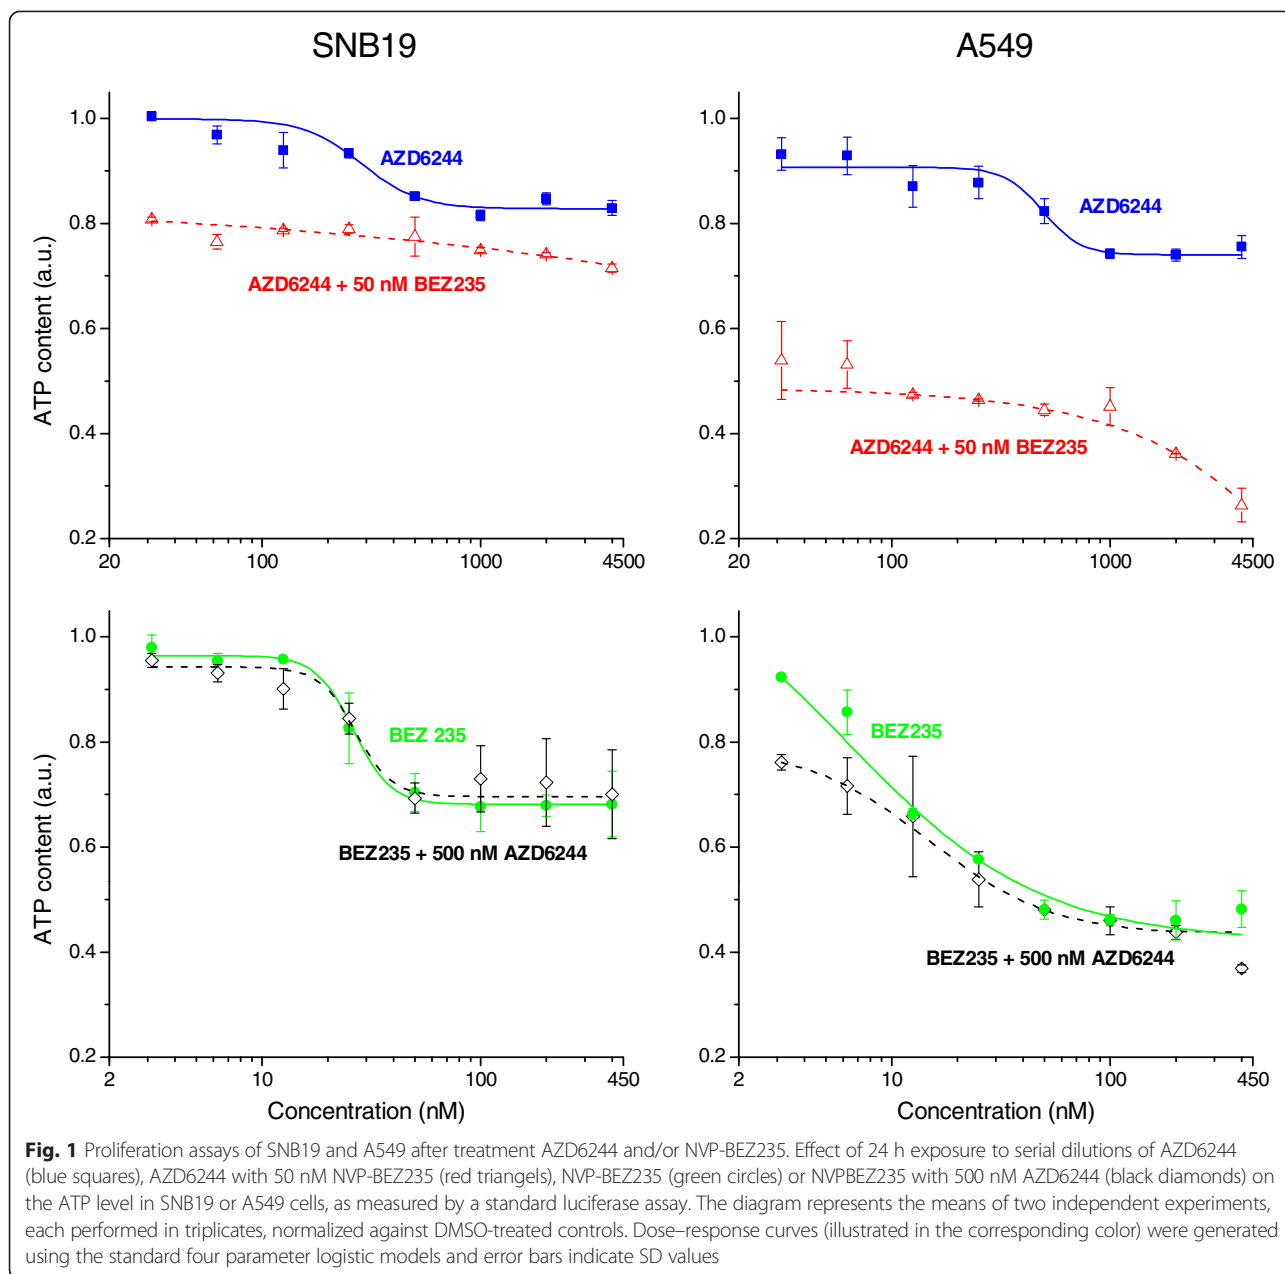 SNB19
A549
ATP content (a.u.)
1.0
0.8
0.6
0.4
0.2
20
100
1000
4500
AZD6244
AZD6244 + 50 nM BEZ235
1.0
0.8
0.6
0.4
0.2
20
100
1000
4500
AZD6244
AZD6244 + 50 nM BEZ235
ATP content (a.u.)
1.0
0.8
0.6
0.4
0.2
2
10
100
450
BEZ 235
BEZ235 + 500 nM AZD6244
Concentration (nM)
1.0
0.8
0.6
0.4
0.2
2
10
100
450
BEZ235
BEZ235 + 500 nM AZD6244
Concentration (nM)
Fig. 1 Proliferation assays of SNB19 and A549 after treatment AZD6244 and/or NVP-BEZ235. Effect of 24 h exposure to serial dilutions of AZD6244
(blue squares), AZD6244 with 50 nM NVP-BEZ235 (red triangels), NVP-BEZ235 (green circles) or NVPBEZ235 with 500 nM AZD6244 (black diamonds) on
the ATP level in SNB19 or A549 cells, as measured by a standard luciferase assay. The diagram represents the means of two independent experiments,
each performed in triplicates, normalized against DMSO-treated controls. Dose–response curves (illustrated in the corresponding color) were generated
using the standard four parameter logistic models and error bars indicate SD values